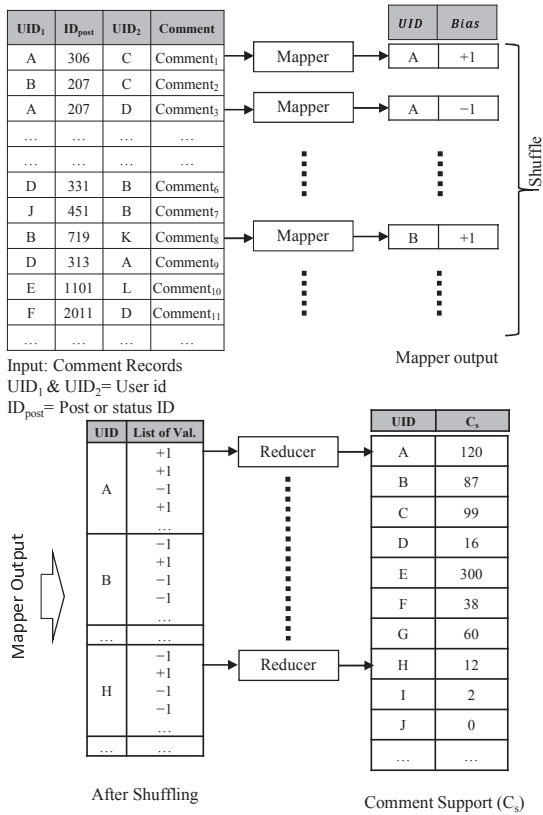 UID₁ ID_post UID₂ Comment
A 306 C Comment₁
B 207 C Comment₂
A 207 D Comment₃
… … … …
… … … …
D 331 B Comment₆
J 451 B Comment₇
B 719 K Comment₈
D 313 A Comment₉
E 1101 L Comment₁₀
F 2011 D Comment₁₁
… … … …
Mapper
Mapper
Mapper
UID Bias
A +1
A −1
B +1
Shuffle
Mapper output
Input: Comment Records
UID₁ & UID₂= User id
ID_post= Post or status ID
Mapper Output
UID List of Val.
A
+1
+1
−1
+1
…
B
−1
+1
−1
−1
…
… …
H
−1
+1
−1
−1
…
… …
After Shuffling
Reducer
Reducer
UID Cₛ
A 120
B 87
C 99
D 16
E 300
F 38
G 60
H 12
I 2
J 0
… …
Comment Support (Cₛ)